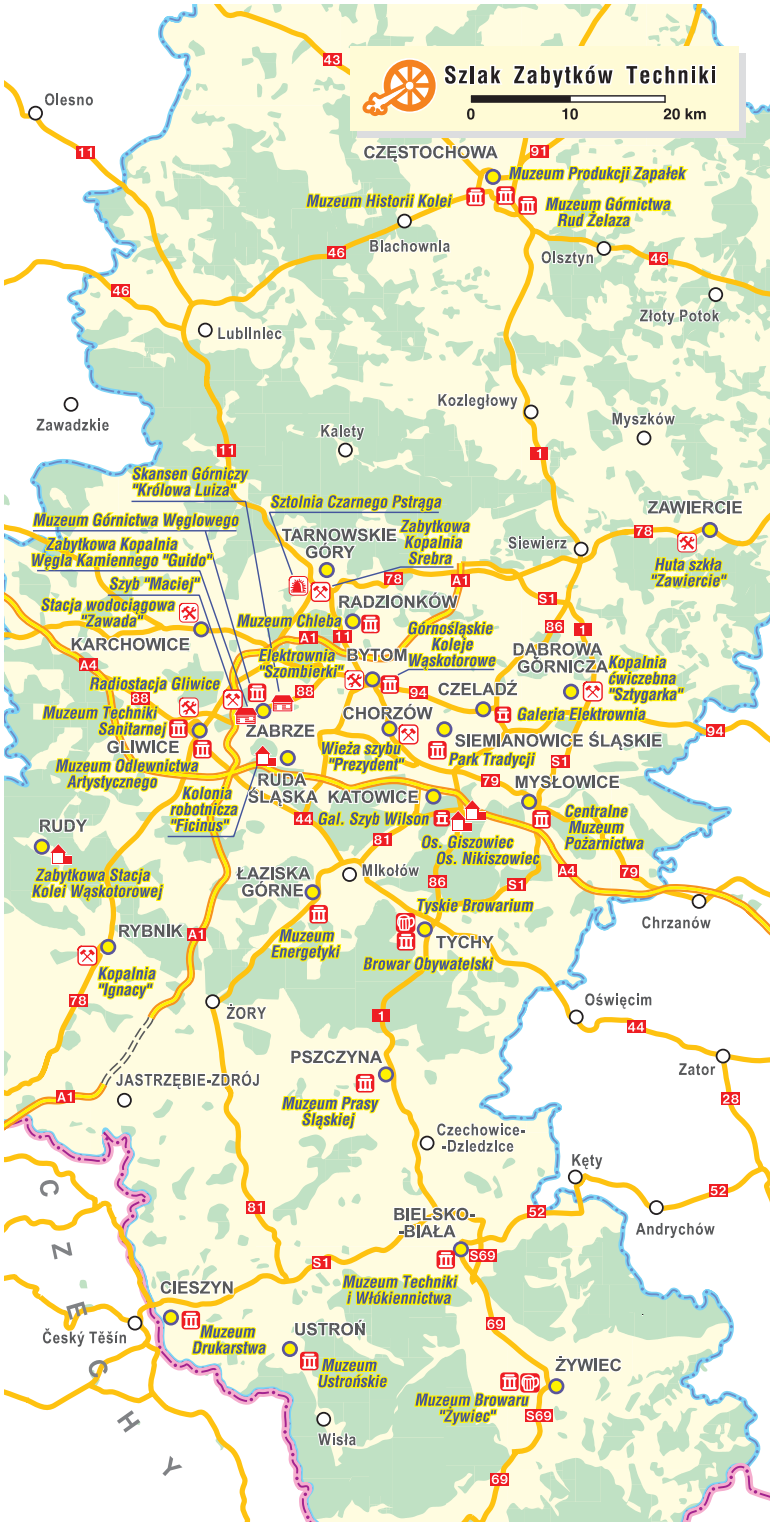 43
Szlak Zabytków Techniki
0 10 20 km
Olesno
11
CZĘSTOCHOWA
91
Muzeum Produkcji Zapałek
Muzeum Historii Kolei
Muzeum Górnictwa
Rud Żelaza
Blachownia
46
Olsztyn
46
46
Złoty Potok
Lubliniec
Zawadzkie
Koziegłowy
Myszków
Kalety
11
1
Skansen Górniczy
"Królowa Luiza"
Sztolnia Czarnego Pstrąga
ZAWIERCIE
Muzeum Górnictwa Węglowego
TARNOWSKIE
GÓRY
Zabytkowa
Kopalnia
Srebra
78
Siewierz
Zabytkowa Kopalnia
Węgla Kamiennego "Guido"
Huta szkła
"Zawiercie"
Szyb "Maciej"
78
A1
S1
Stacja wodociągowa
"Zawada"
RADZIONKÓW
Muzeum Chleba
86
1
KARCHOWICE
A1
11
Górnośląskie
Koleje
Wąskotorowe
A4
Elektrownia
"Szombierki"
BYTOM
DĄBROWA
GÓRNICZA
Kopalnia
ćwiczebna
"Sztygarka"
Radiostacja Gliwice
88
88
94
CZELADŹ
Muzeum Techniki
Sanitarnej
CHORZÓW
Galeria Elektrownia
94
ZABRZE
GLIWICE
SIEMIANOWICE ŚLĄSKIE
Muzeum Odlewnictwa
Artystycznego
Wieża szybu
"Prezydent"
Park Tradycji
S1
RUDA
ŚLĄSKA
79
MYSŁOWICE
Kolonia
robotnicza
"Ficinus"
KATOWICE
44
Gal. Szyb Wilson
Centralne
Muzeum
Pożarnictwa
RUDY
81
Os. Giszowiec
Os. Nikiszowiec
Zabytkowa Stacja
Kolei Wąskotorowej
ŁAZISKA
GÓRNE
Mikołów
86
S1
A4
79
Tyskie Browarium
Chrzanów
RYBNIK
A1
Muzeum
Energetyki
TYCHY
Browar Obywatelski
Kopalnia
"Ignacy"
78
ŻORY
1
Oświęcim
44
PSZCZYNA
Zator
JASTRZĘBIE-ZDRÓJ
A1
Muzeum Prasy
Śląskiej
28
Czechowice-
-Dziedzice
Kęty
52
81
BIELSKO-
-BIAŁA
52
Andrychów
S1
S69
Muzeum Techniki
i Włókiennictwa
CIESZYN
Český Těšín
Muzeum
Drukarstwa
USTROŃ
69
Muzeum
Ustrońskie
ŻYWIEC
Muzeum Browaru
"Żywiec"
S69
Wisła
69
CZECHY